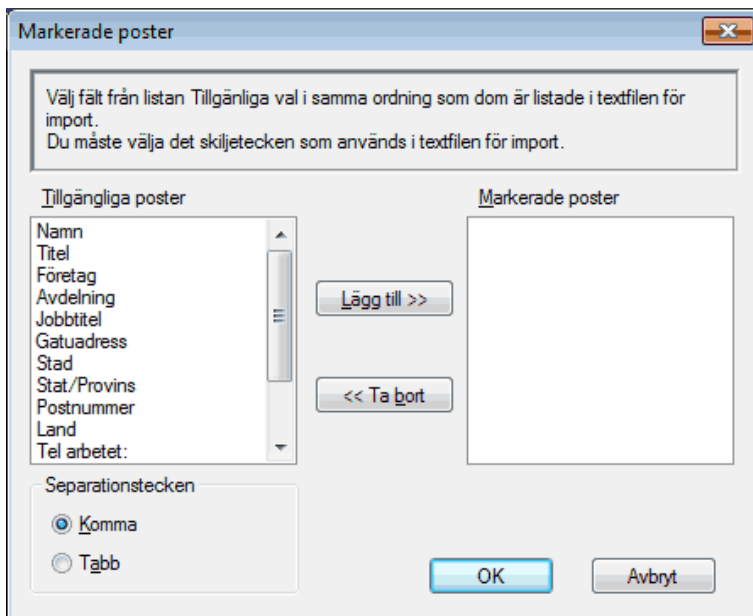 Markerade poster
Välj fält från listan Tillgänliga val i samma ordning som dom är listade i textfilen för
import.
Du måste välja det skiljetecken som används i textfilen för import.
Tillgängliga poster
Markerade poster
Namn
Titel
Företag
Avdelning
Jobbtitel
Gatuadress
Stad
Stat/Provins
Postnummer
Land
Tel arbetet:
Lägg till >>
<< Ta bort
Separationstecken
Komma
Tabb
OK
Avbryt